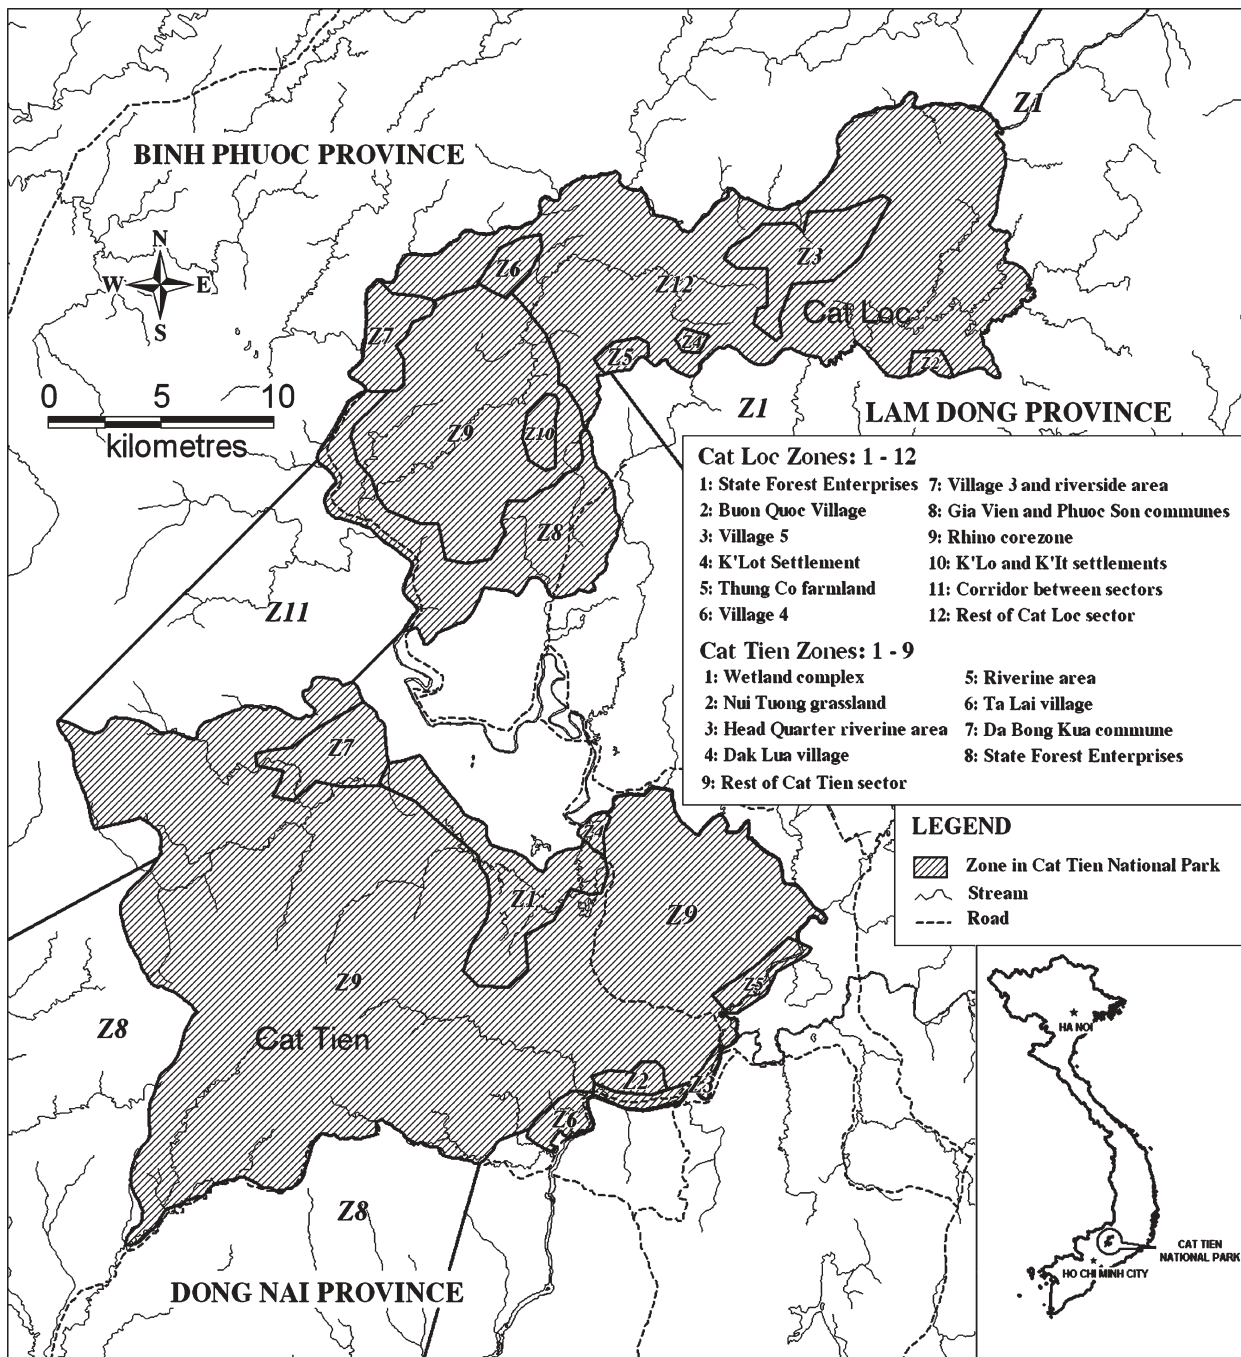 Z1
BINH PHUOC PROVINCE
N
W E
S
Z6
Z12
Z3
Cat Loc
Z7
Z4
Z5
Z2
0 5 10
kilometres
Z1
LAM DONG PROVINCE
Z9
Z10
Z8
Z11
Cat Loc Zones: 1 - 12
1: State Forest Enterprises
2: Buon Quoc Village
3: Village 5
4: K'Lot Settlement
5: Thung Co farmland
6: Village 4
7: Village 3 and riverside area
8: Gia Vien and Phuoc Son communes
9: Rhino corezone
10: K'Lo and K'It settlements
11: Corridor between sectors
12: Rest of Cat Loc sector
Cat Tien Zones: 1 - 9
1: Wetland complex
2: Nui Tuong grassland
3: Head Quarter riverine area
4: Dak Lua village
5: Riverine area
6: Ta Lai village
7: Da Bong Kua commune
8: State Forest Enterprises
9: Rest of Cat Tien sector
LEGEND
Zone in Cat Tien National Park
Stream
Road
Z7
Z4
Z1
Z9
Z9
Z5
Z8
Cat Tien
Z2
Z3
Z6
Z8
DONG NAI PROVINCE
HA NOI
CAT TIEN
NATIONAL PARK
HO CHI MINH CITY